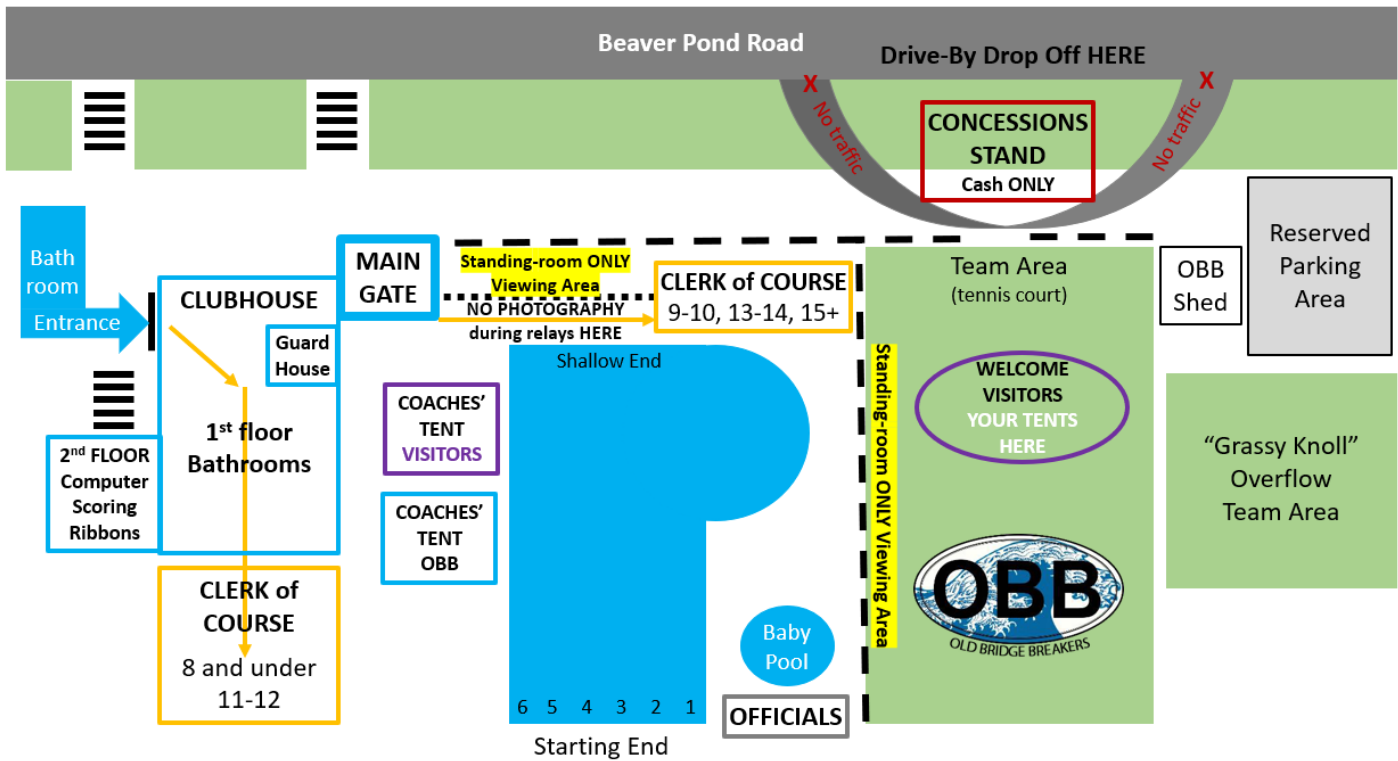 Beaver Pond Road
Drive-By Drop Off HERE
X
X
No traffic
No traffic
CONCESSIONS
STAND
Cash ONLY
Bath
room
Entrance
CLUBHOUSE
Guard
House
1st floor
Bathrooms
2nd FLOOR
Computer
Scoring
Ribbons
CLERK of
COURSE
8 and under
11-12
MAIN
GATE
Standing-room ONLY
Viewing Area
NO PHOTOGRAPHY
during relays HERE
CLERK of COURSE
9-10, 13-14, 15+
Shallow End
COACHES’
TENT
VISITORS
COACHES’
TENT
OBB
Baby
Pool
6 5 4 3 2 1
Starting End
OFFICIALS
Standing-room ONLY Viewing Area
Team Area
(tennis court)
WELCOME
VISITORS
YOUR TENTS
HERE
OBB
OLD BRIDGE BREAKERS
OBB
Shed
Reserved
Parking
Area
“Grassy Knoll”
Overflow
Team Area